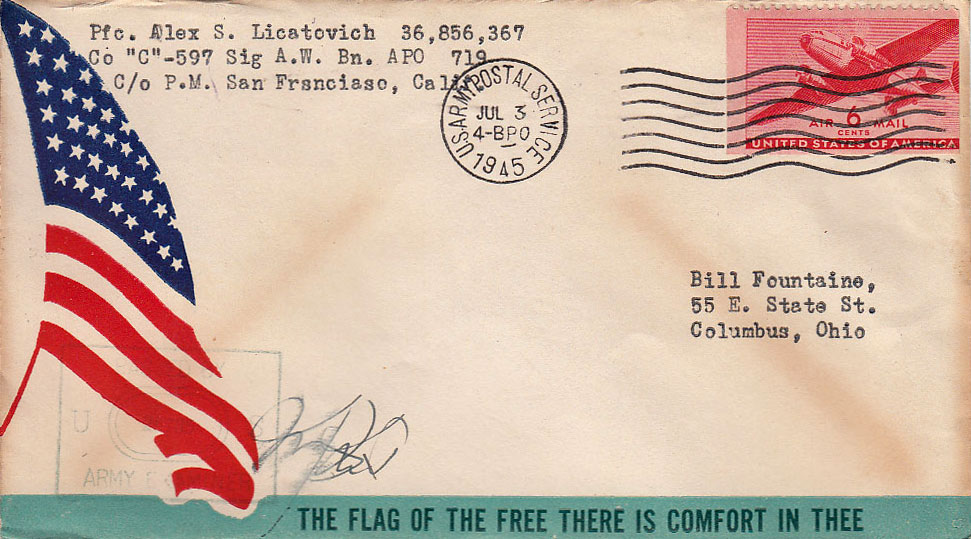 Pfc. Alex S. Licatovich 36,856,367
Co "C"-597 Sig A.W. Bn. APO 719
C/o P.M. San Frsnciaso, Calif
U.S. ARMY POSTAL SERVICE
JUL 3
4-BPO
1945
AIR 6 MAIL
CENTS
UNITED STATES OF AMERICA
Bill Fountaine,
55 E. State St.
Columbus, Ohio
U
ARMY
THE FLAG OF THE FREE THERE IS COMFORT IN THEE